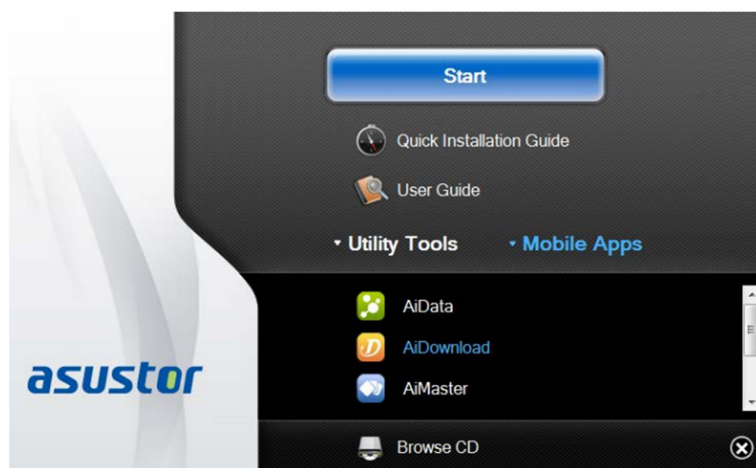 Start
Quick Installation Guide
User Guide
Utility Tools Mobile Apps
AiData
AiDownload
AiMaster
asustor
Browse CD